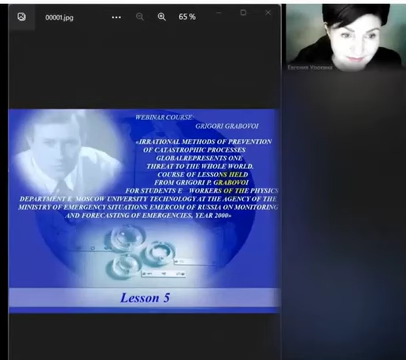 00001.jpg
65 %
WEBINAR COURSE
GRIGORI GRABOVOI
«IRRATIONAL METHODS OF PREVENTION
OF CATASTROPHIC PROCESSES
GLOBALREPRESENTS ONE
THREAT TO THE WHOLE WORLD.
COURSE OF LESSONS HELD
FROM GRIGORI P. GRABOVOI
FOR STUDENTS E WORKERS OF THE PHYSICS
DEPARTMENT E MOSCOW UNIVERSITY TECHNOLOGY AT THE AGENCY OF THE
MINISTRY OF EMERGENCY SITUATIONS EMERCOM OF RUSSIA ON MONITORING
AND FORECASTING OF EMERGENCIES, YEAR 2000»
Lesson 5